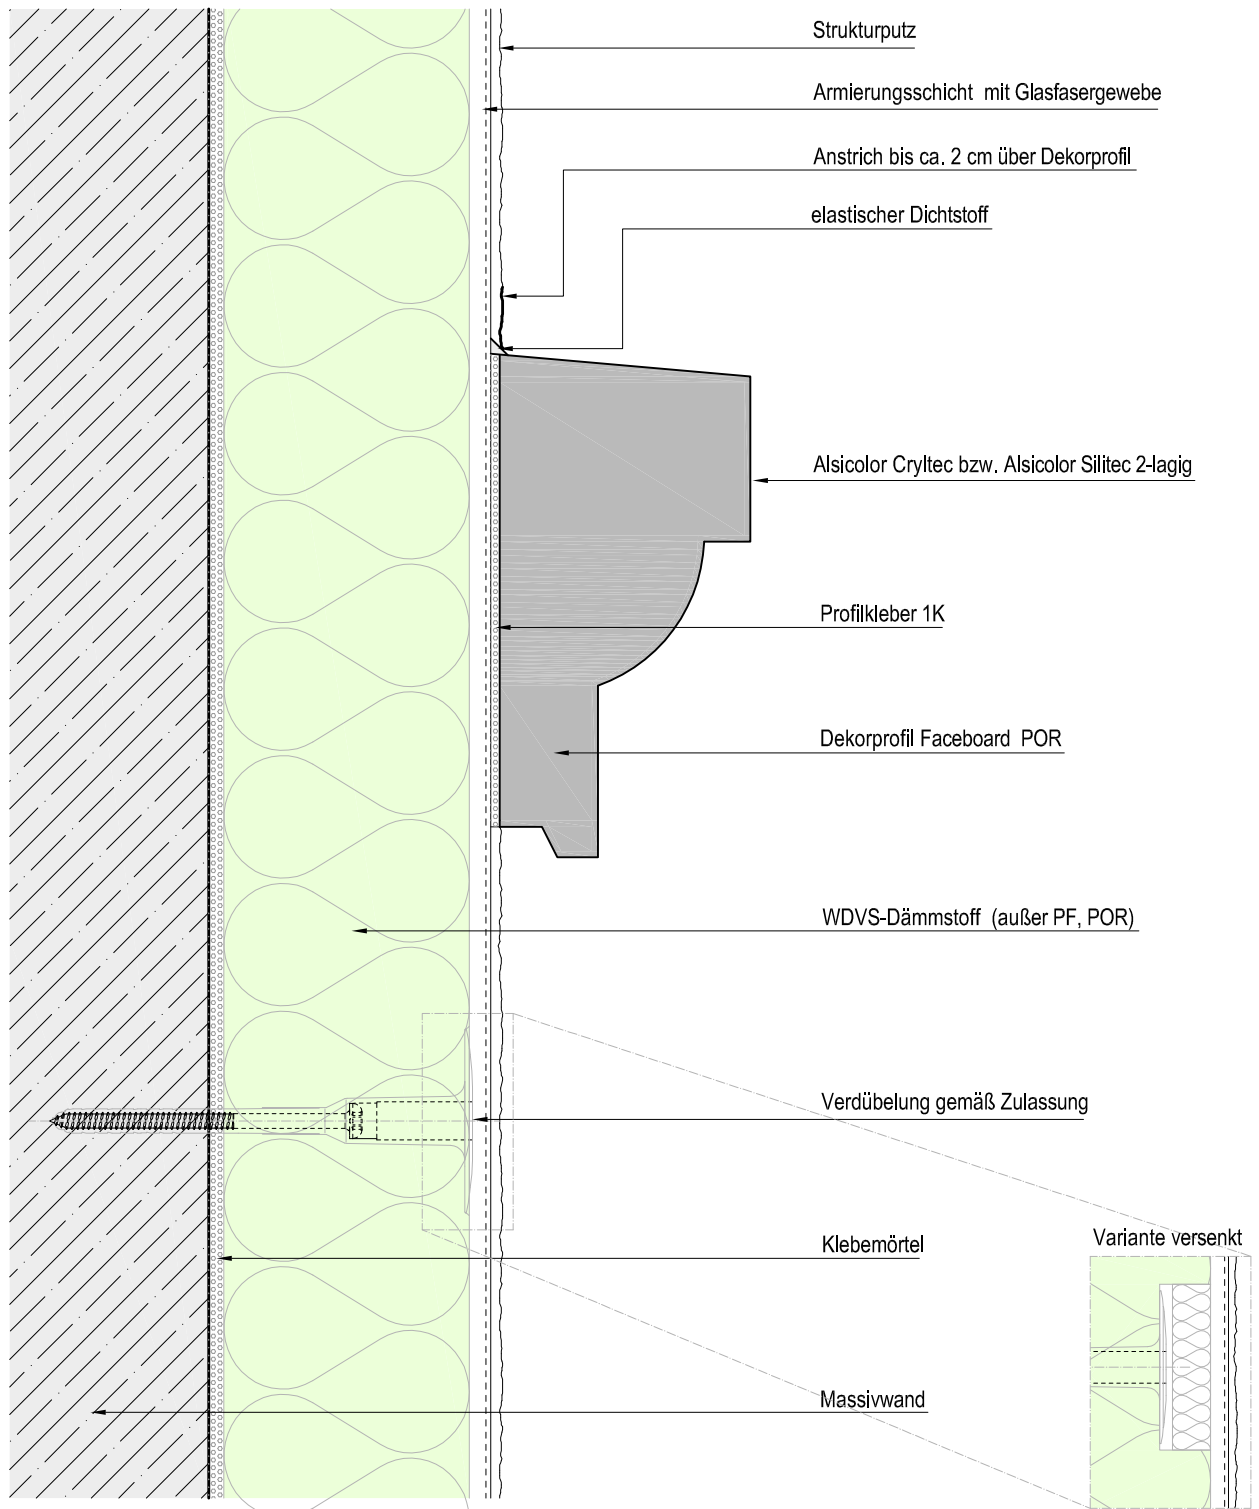 Strukturputz
Armierungsschicht mit Glasfasergewebe
Anstrich bis ca. 2 cm über Dekorprofil
elastischer Dichtstoff
Alsicolor Cryltec bzw. Alsicolor Silitec 2-lagig
Profilkleber 1K
Dekorprofil Faceboard POR
WDVS-Dämmstoff (außer PF, POR)
Verdübelung gemäß Zulassung
Klebemörtel
Variante versenkt
Massivwand